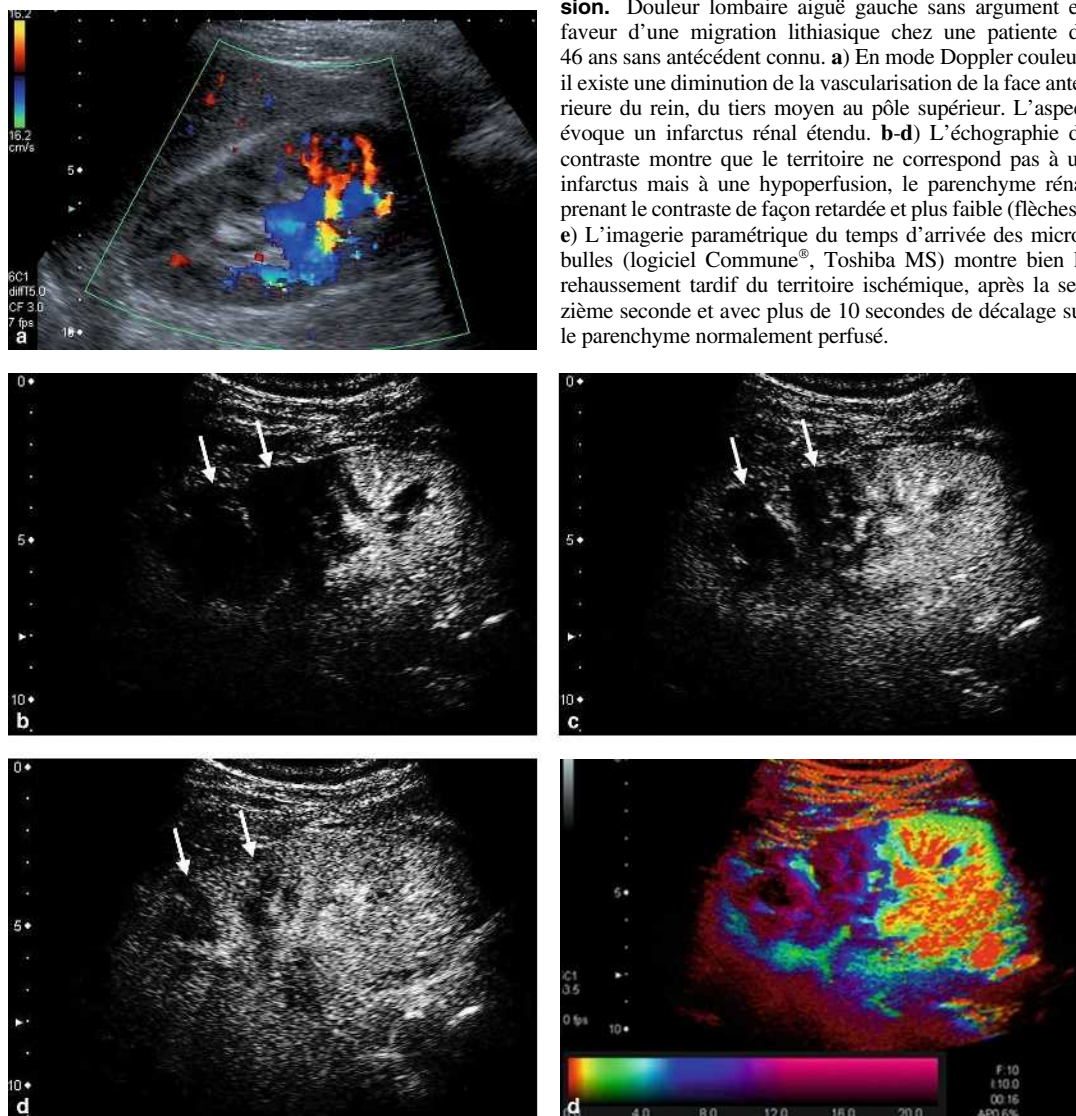 sion. Douleur lombaire aiguë gauche sans argument e
faveur d'une migration lithiasique chez une patiente d
46 ans sans antécédent connu. a) En mode Doppler couleu
il existe une diminution de la vascularisation de la face anté
rieure du rein, du tiers moyen au pôle supérieur. L'aspec
évoque un infarctus rénal étendu. b-d) L'échographie d
contraste montre que le territoire ne correspond pas à u
infarctus mais à une hypoperfusion, le parenchyme réna
prenant le contraste de façon retardée et plus faible (flèches
e) L'imagerie paramétrique du temps d'arrivée des micro
bulles (logiciel Commune®, Toshiba MS) montre bien l
rehaussement tardif du territoire ischémique, après la sei
zième seconde et avec plus de 10 secondes de décalage su
le parenchyme normalement perfusé.
16.2
16.2
cm/s
5
6C1
diffT5.0
CF 3.0
7 fps
10
a
0
5
10
b
0
5
10
c
0
5
10
d
5
10
0 fps
F:10
I:10.0
00:16
4.0 8.0 12.0 16.0 20.0
d